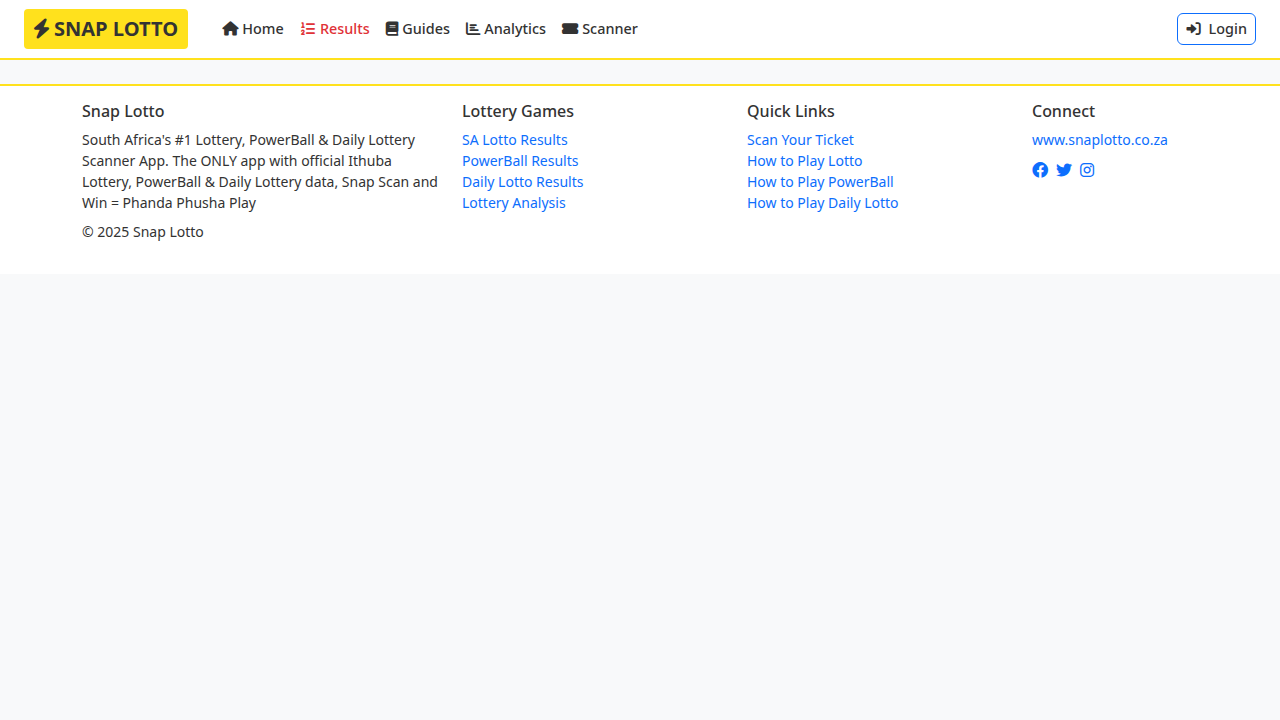 SNAP LOTTO
Home
Results
Guides
Analytics
Scanner
Login
Snap Lotto
South Africa's #1 Lottery, PowerBall & Daily Lottery
Scanner App. The ONLY app with official Ithuba
Lottery, PowerBall & Daily Lottery data, Snap Scan and
Win = Phanda Phusha Play
© 2025 Snap Lotto
Lottery Games
SA Lotto Results
PowerBall Results
Daily Lotto Results
Lottery Analysis
Quick Links
Scan Your Ticket
How to Play Lotto
How to Play PowerBall
How to Play Daily Lotto
Connect
www.snaplotto.co.za